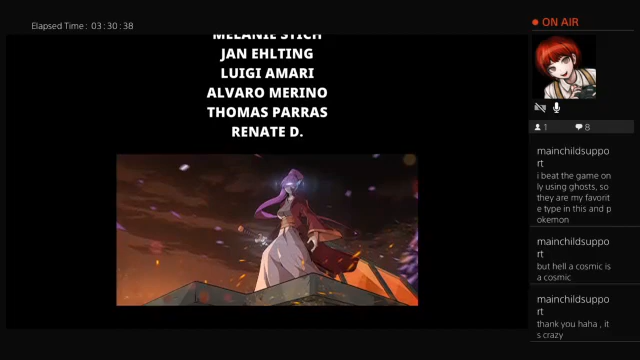 Elapsed Time : 03:30:38
ON AIR
MELANIE STICH
JAN EHLTING
LUIGI AMARI
ALVARO MERINO
THOMAS PARRAS
RENATE D.
1
8
mainchildsuppo
rt
i beat the game on
ly using ghosts, so
they are my favorit
e type in this and p
okemon
mainchildsuppo
rt
but hell a cosmic is
a cosmic
mainchildsuppo
rt
thank you haha , it
s crazy